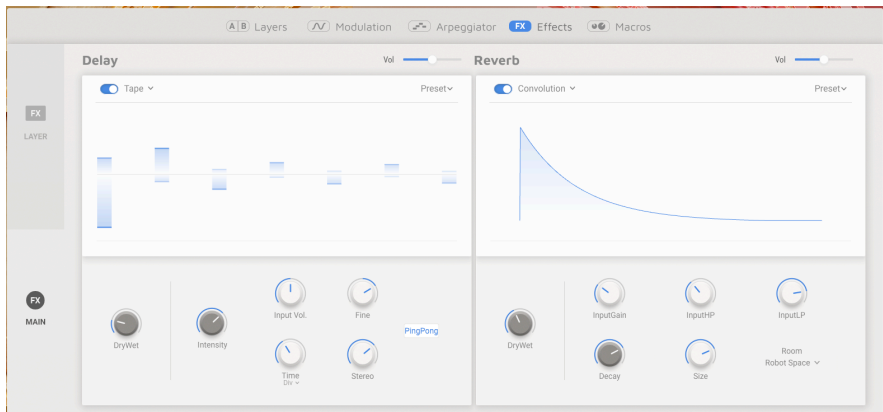 A B Layers Modulation Arpeggiator FX Effects Macros
Delay Vol Reverb Vol
Tape Preset Convolution Preset
FX
LAYER
FX
MAIN
Input Vol. Fine
InputGain InputHP InputLP
PingPong
DryWet Intensity
DryWet
Time
Div
Stereo
Decay Size
Room
Robot Space